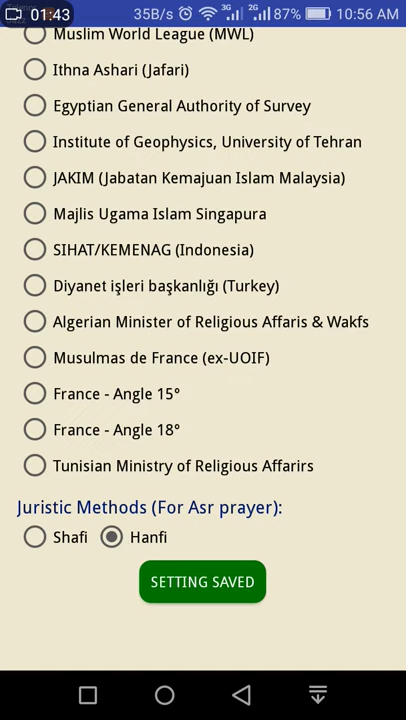 01:43 35B/s 3G 2G 87% 10:56 AM
Muslim World League (MWL)
Ithna Ashari (Jafari)
Egyptian General Authority of Survey
Institute of Geophysics, University of Tehran
JAKIM (Jabatan Kemajuan Islam Malaysia)
Majlis Ugama Islam Singapura
SIHAT/KEMENAG (Indonesia)
Diyanet işleri başkanlığı (Turkey)
Algerian Minister of Religious Affaris & Wakfs
Musulmas de France (ex-UOIF)
France - Angle 15°
France - Angle 18°
Tunisian Ministry of Religious Affarirs
Juristic Methods (For Asr prayer):
Shafi Hanfi
SETTING SAVED